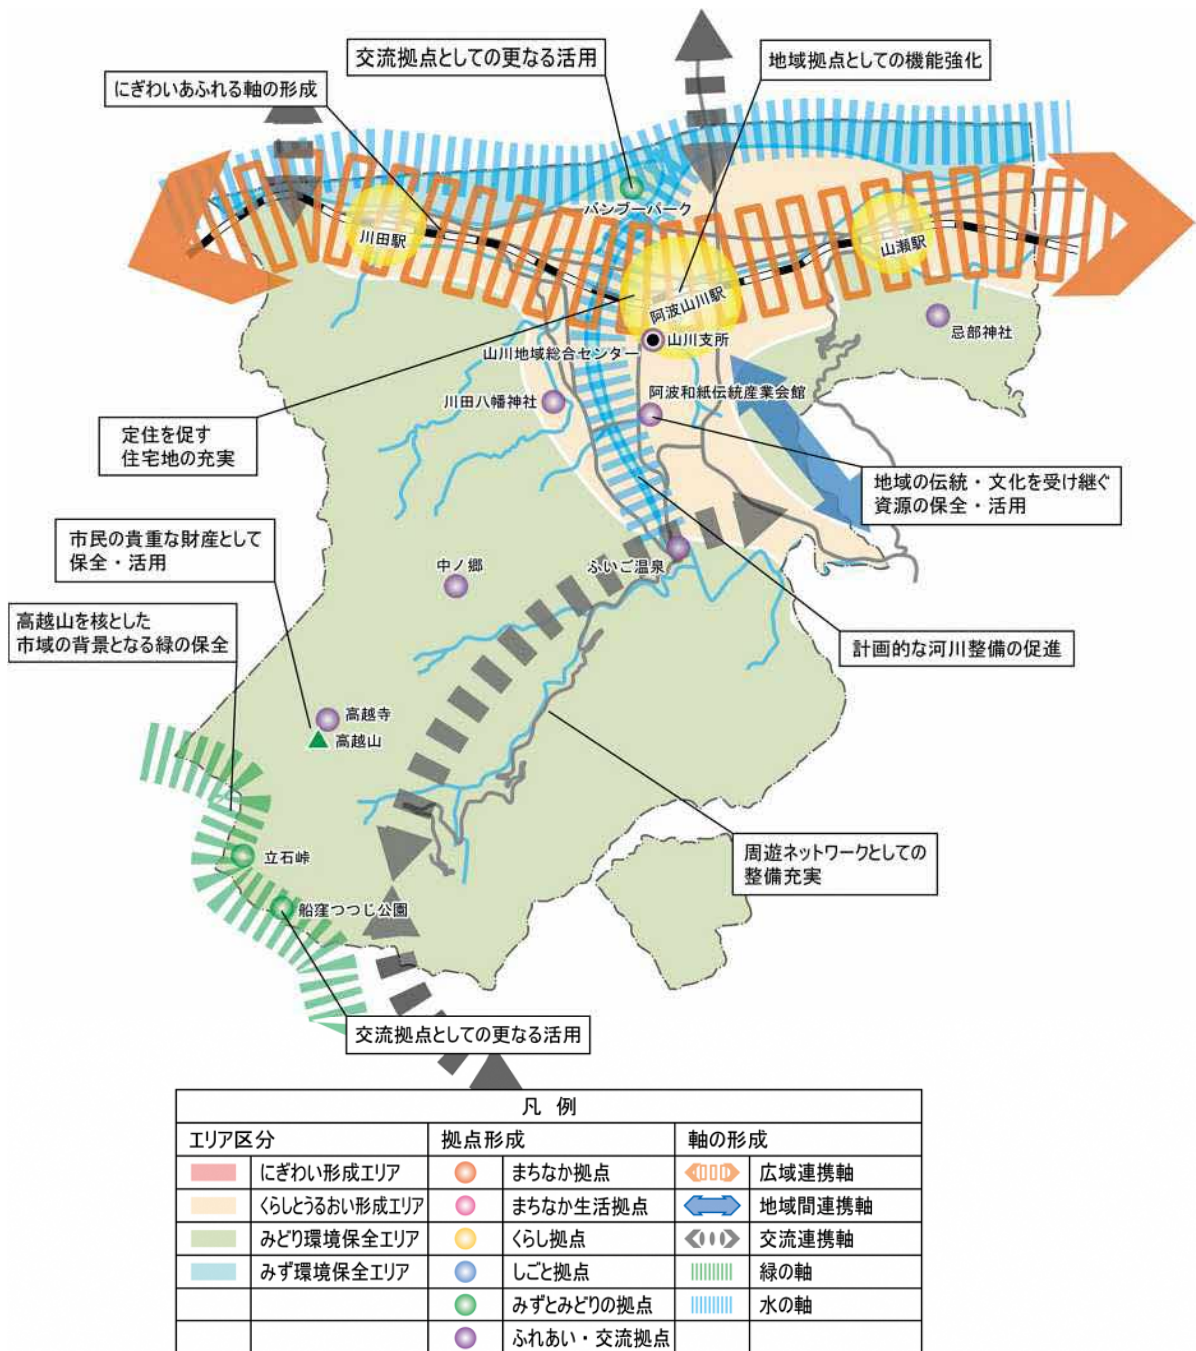 交流拠点としての更なる活用
地域拠点としての機能強化
にぎわいあふれる軸の形成
バンブーパーク
川田駅
山瀬駅
阿波山川駅
忌部神社
山川支所
山川地域総合センター
川田八幡神社
阿波和紙伝統産業会館
定住を促す
住宅地の充実
地域の伝統・文化を受け継ぐ
資源の保全・活用
市民の貴重な財産として
保全・活用
中ノ郷
ふいご温泉
高越山を核とした
市域の背景となる緑の保全
計画的な河川整備の促進
高越寺
高越山
立石峠
周遊ネットワークとしての
整備充実
船窪つつじ公園
交流拠点としての更なる活用
凡 例
エリア区分
拠点形成
軸の形成
にぎわい形成エリア
まちなか拠点
広域連携軸
くらしとうるおい形成エリア
まちなか生活拠点
地域間連携軸
みどり環境保全エリア
くらし拠点
交流連携軸
みず環境保全エリア
しごと拠点
緑の軸
みずとみどりの拠点
水の軸
ふれあい・交流拠点